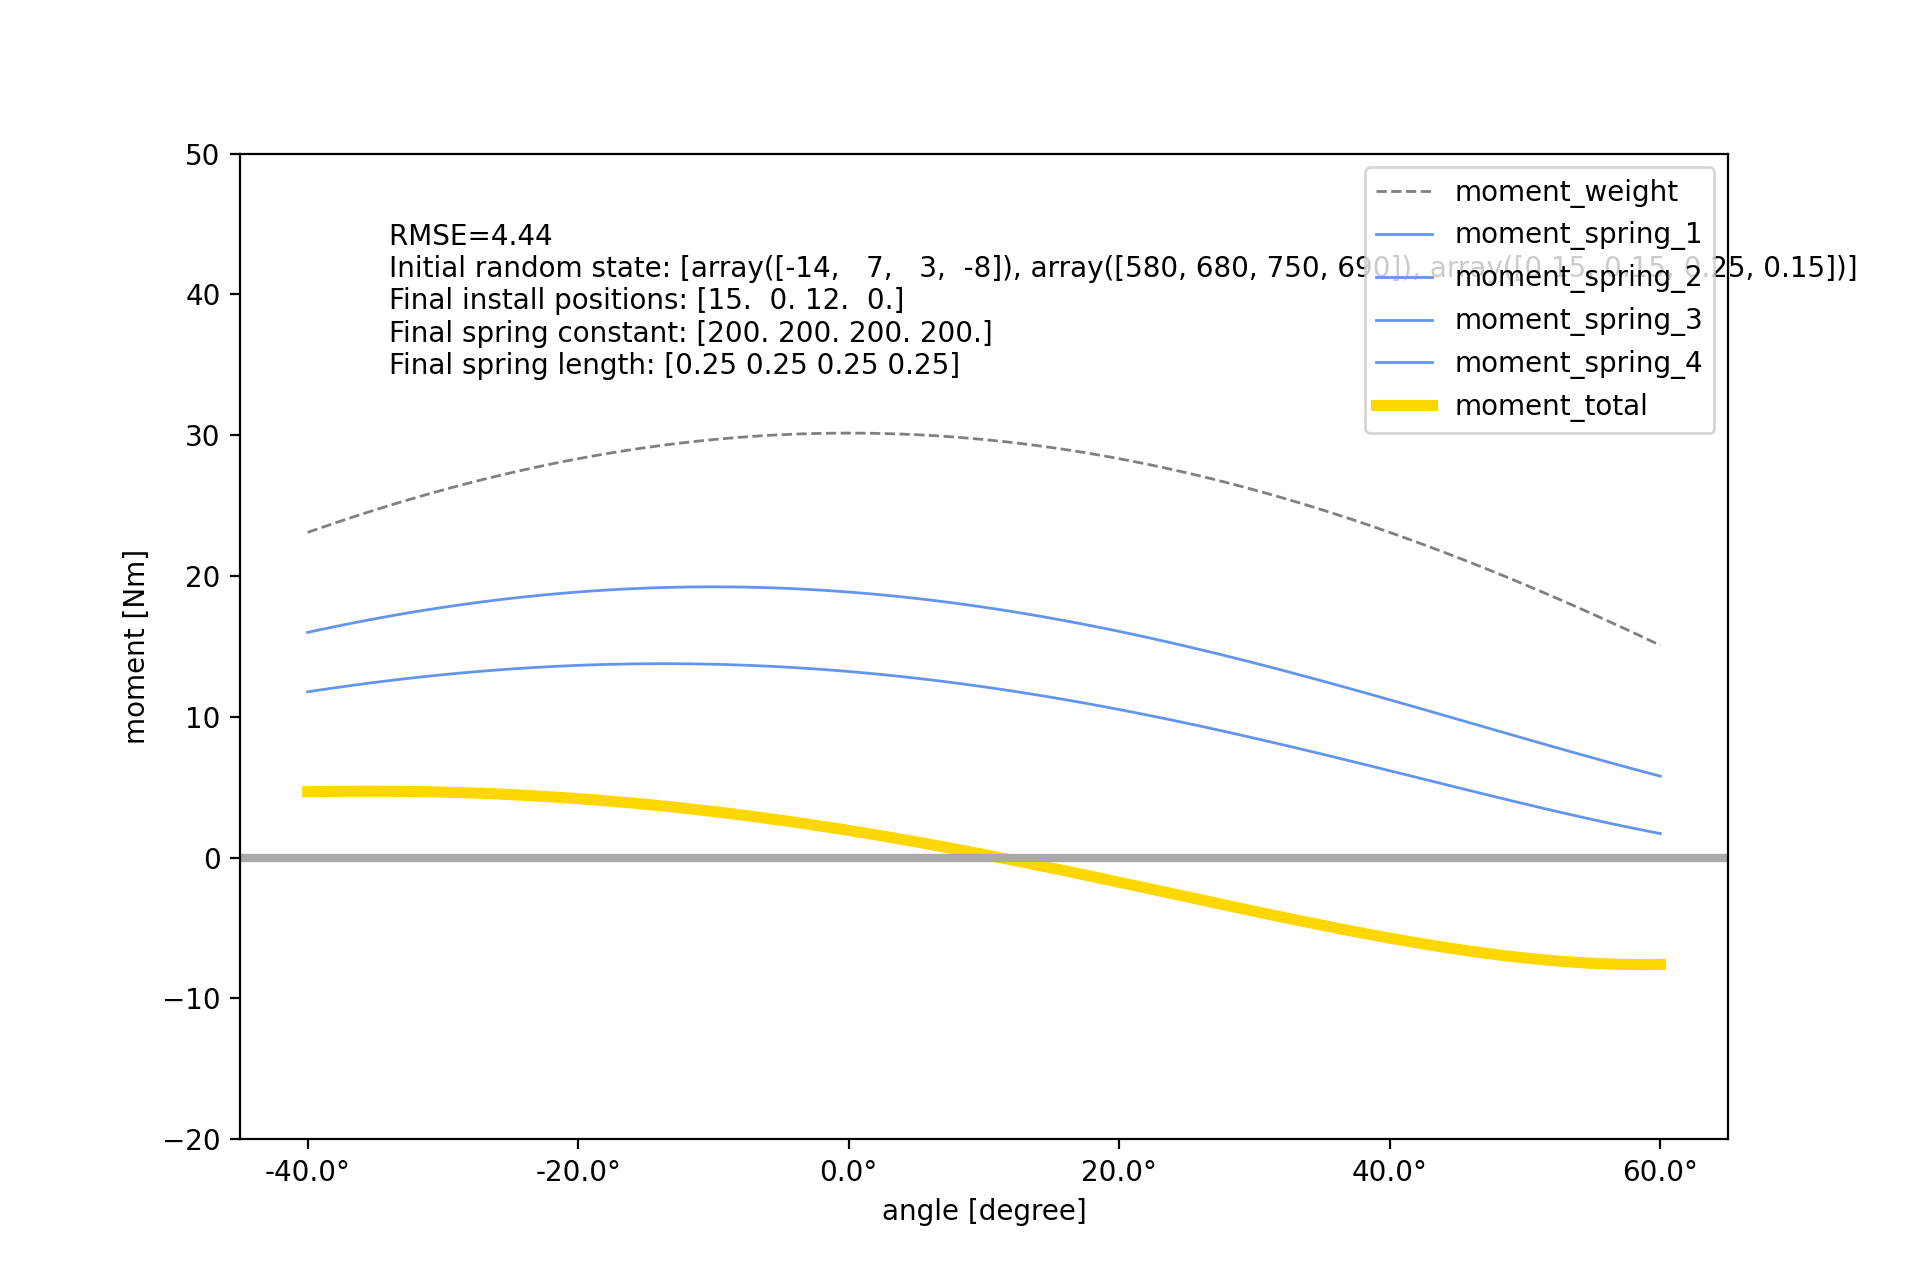 50
40
30
20
10
0
−10
−20
moment [Nm]
RMSE=4.44
Initial random state: [array([-14,   7,   3,  -8]), array([580, 680, 750, 690]), array([0.15, 0.15, 0.25, 0.15])]
Final install positions: [15.  0. 12.  0.]
Final spring constant: [200. 200. 200. 200.]
Final spring length: [0.25 0.25 0.25 0.25]
moment_weight
moment_spring_1
moment_spring_2
moment_spring_3
moment_spring_4
moment_total
-40.0°
-20.0°
0.0°
20.0°
40.0°
60.0°
angle [degree]